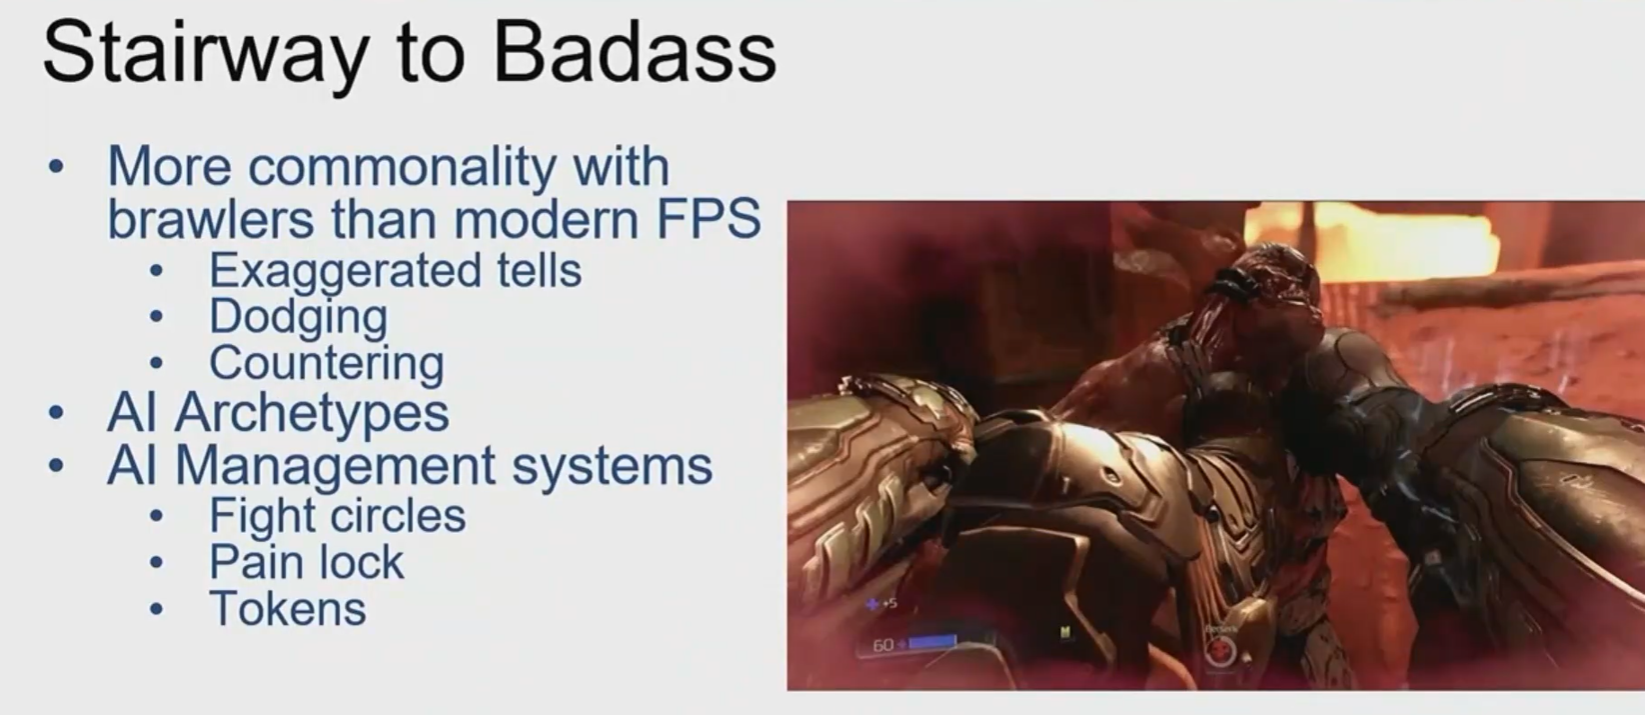 Stairway to Badass
• More commonality with
brawlers than modern FPS
• Exaggerated tells
• Dodging
• Countering
• AI Archetypes
• AI Management systems
• Fight circles
• Pain lock
• Tokens
+5
60
Berserk